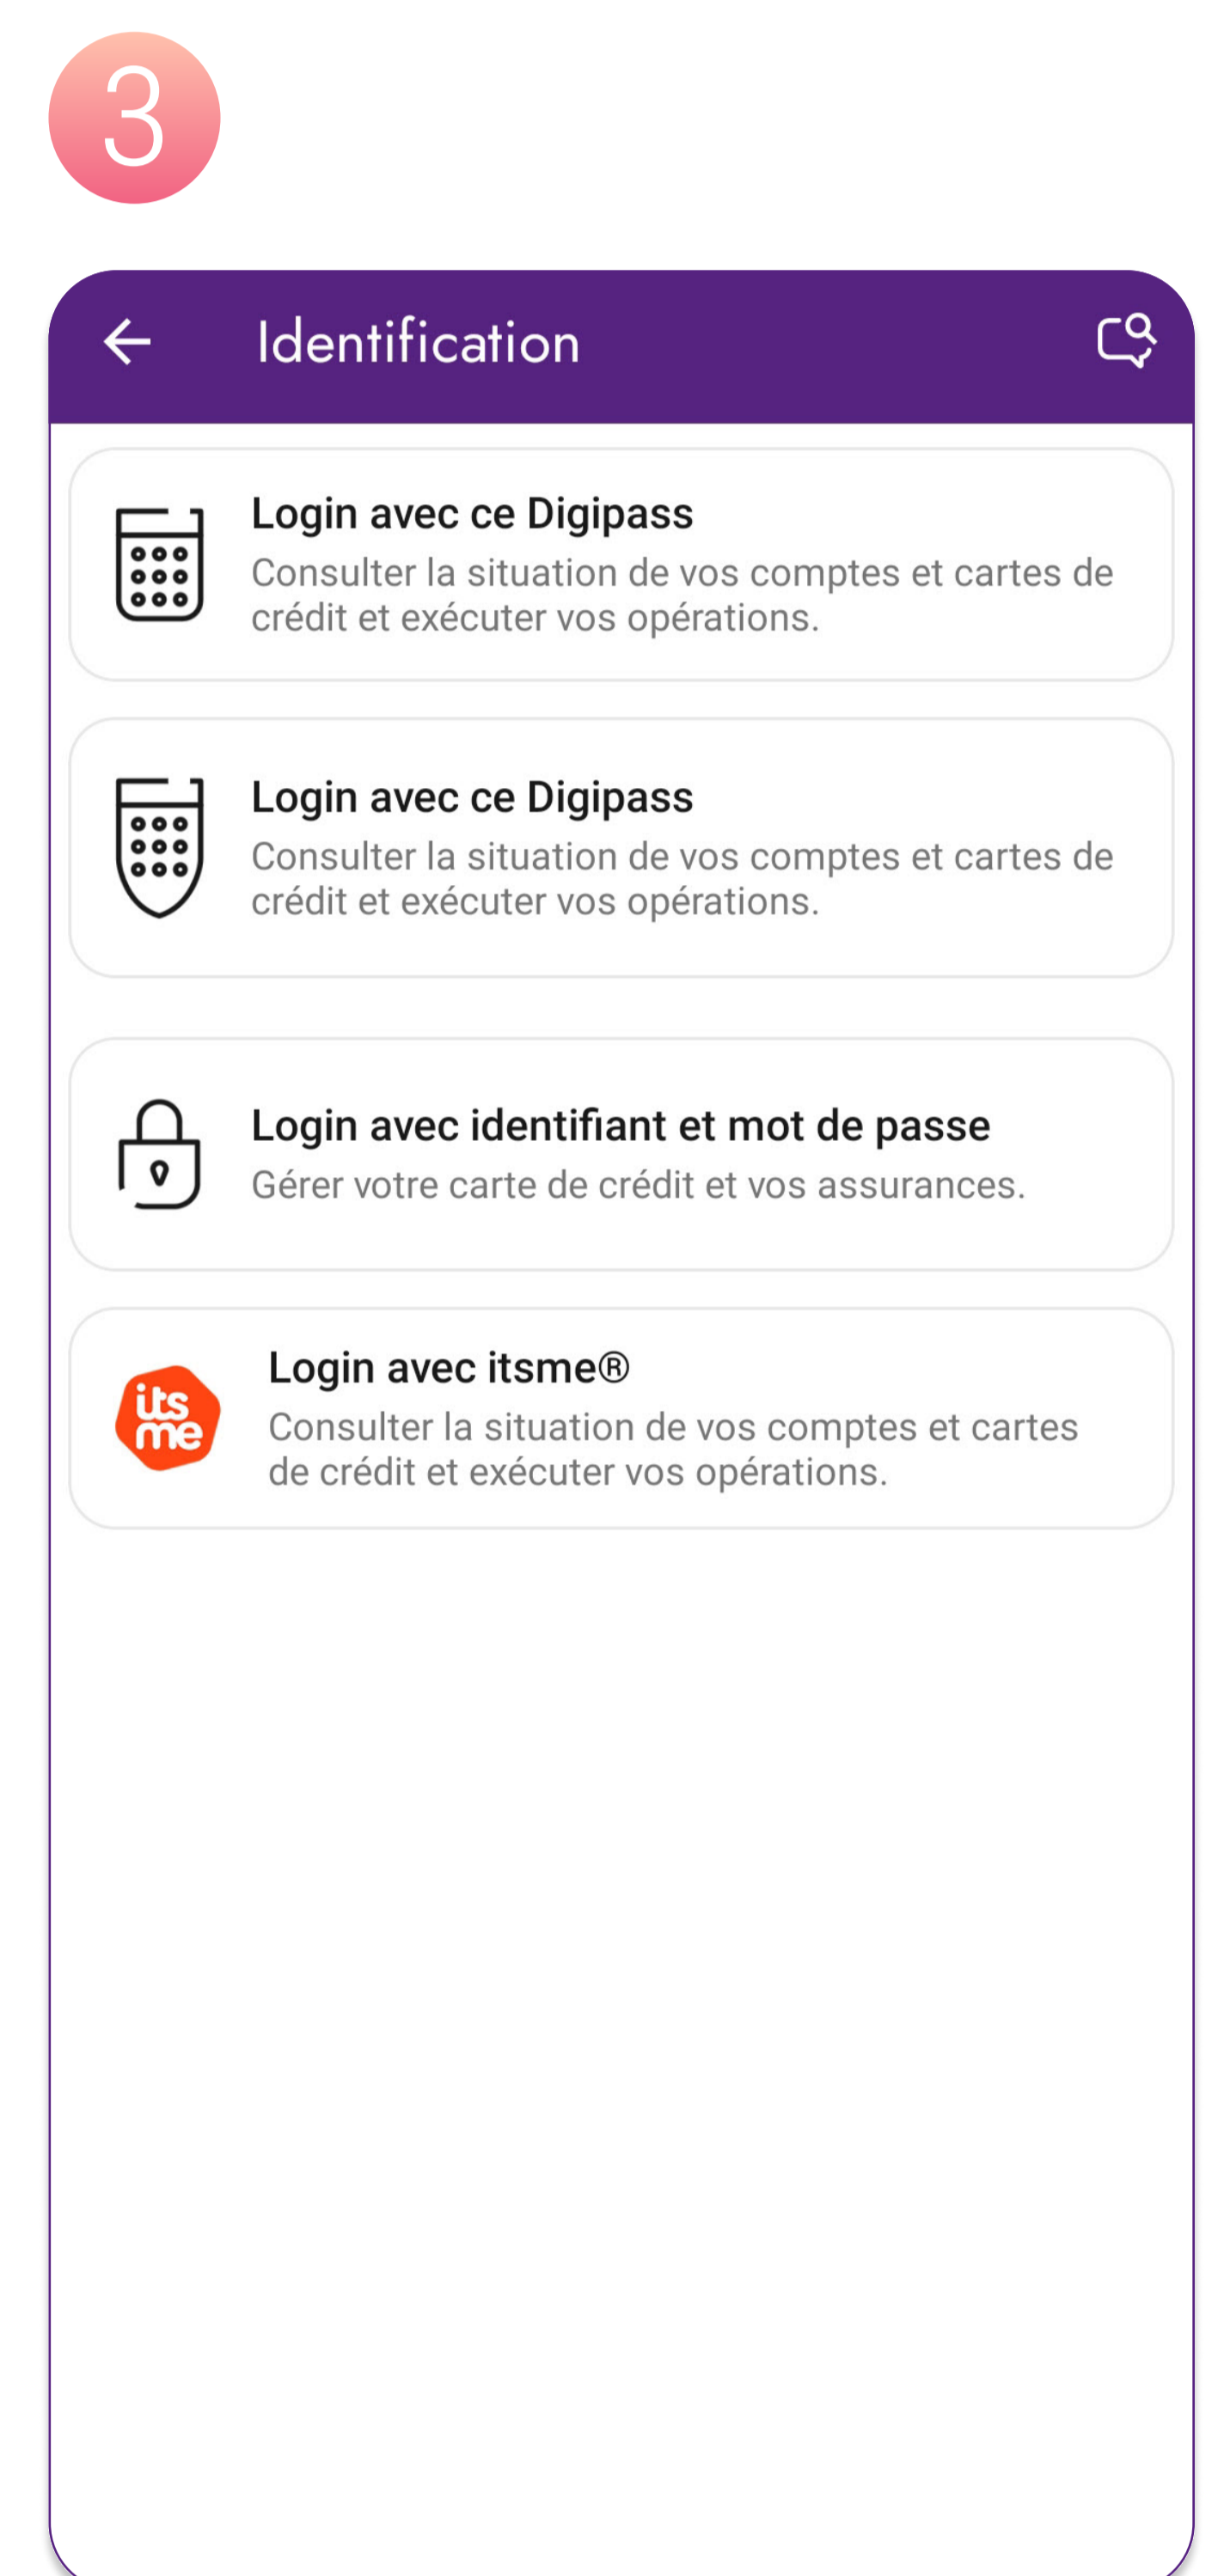 3
Identification
Login avec ce Digipass
Consulter la situation de vos comptes et cartes de
crédit et exécuter vos opérations.
Login avec ce Digipass
Consulter la situation de vos comptes et cartes de
crédit et exécuter vos opérations.
Login avec identifiant et mot de passe
Gérer votre carte de crédit et vos assurances.
its
me
Login avec itsme®
Consulter la situation de vos comptes et cartes
de crédit et exécuter vos opérations.